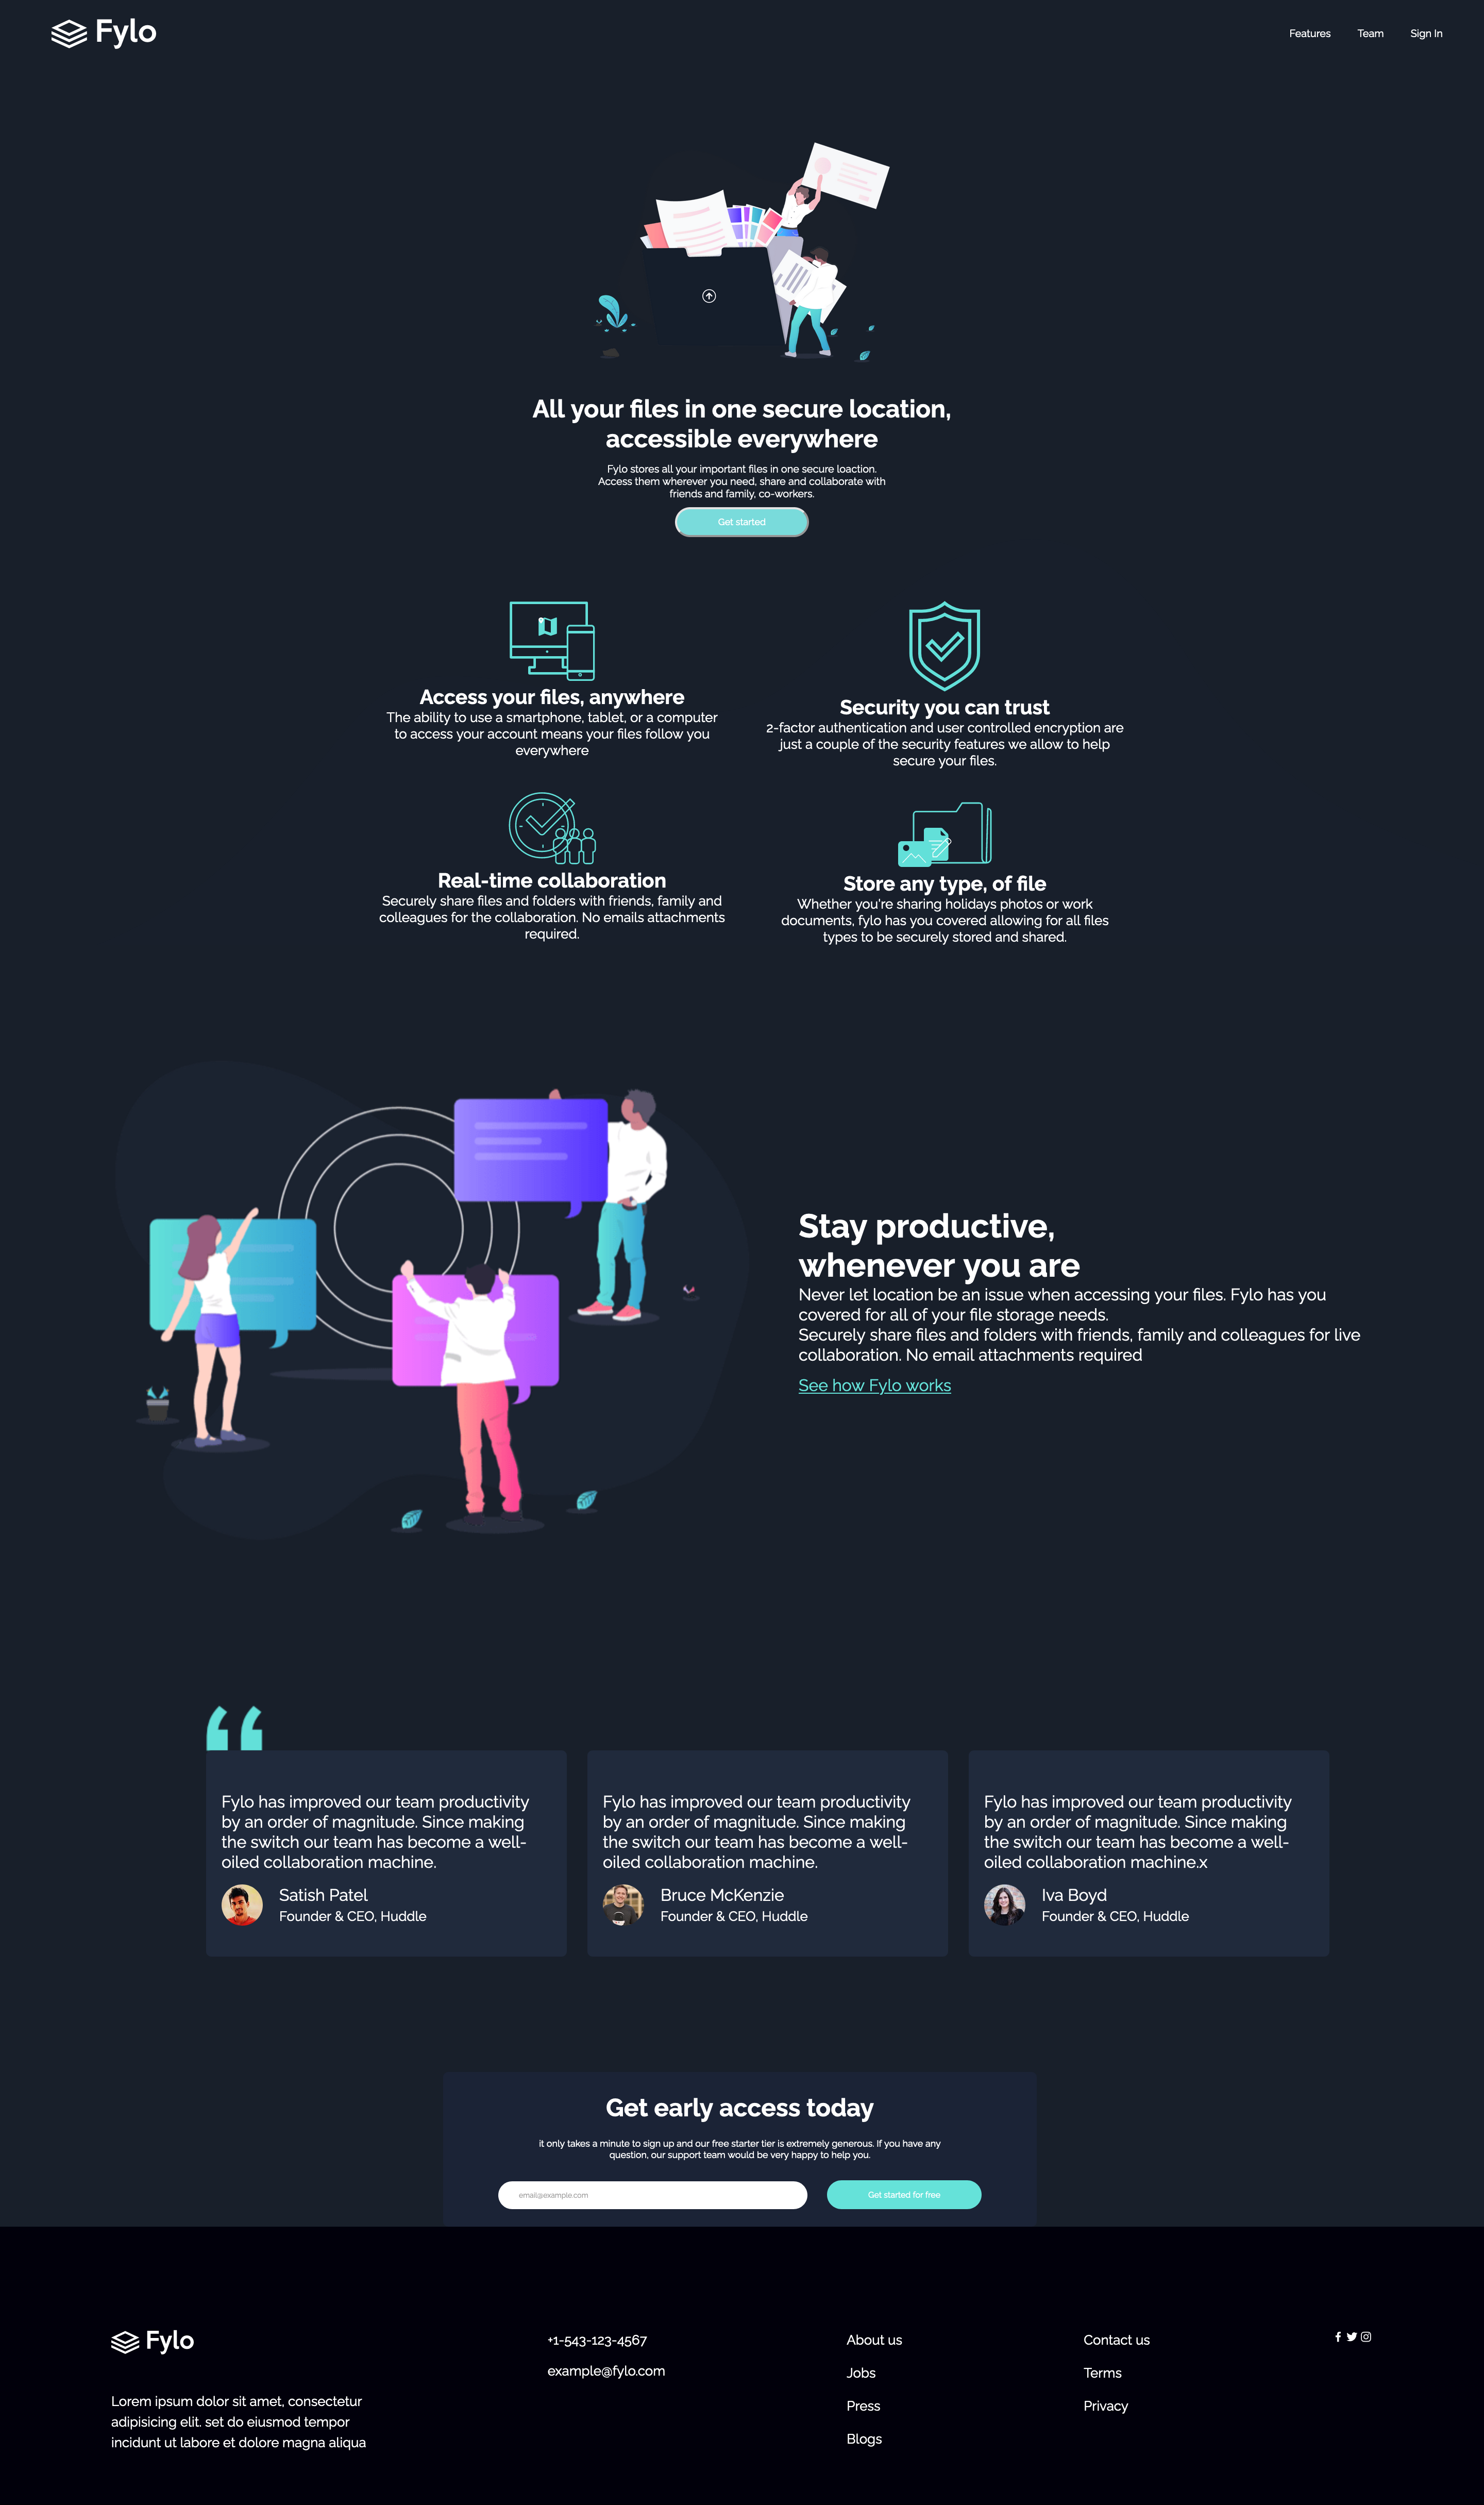 Fylo
Features Team Sign In
All your files in one secure location,
accessible everywhere
Fylo stores all your important files in one secure loaction.
Access them wherever you need, share and collaborate with
friends and family, co-workers.
Get started
Access your files, anywhere
The ability to use a smartphone, tablet, or a computer
to access your account means your files follow you
everywhere
Security you can trust
2-factor authentication and user controlled encryption are
just a couple of the security features we allow to help
secure your files.
Real-time collaboration
Securely share files and folders with friends, family and
colleagues for the collaboration. No emails attachments
required.
Store any type, of file
Whether you're sharing holidays photos or work
documents, fylo has you covered allowing for all files
types to be securely stored and shared.
Stay productive,
whenever you are
Never let location be an issue when accessing your files. Fylo has you
covered for all of your file storage needs.
Securely share files and folders with friends, family and colleagues for live
collaboration. No email attachments required
See how Fylo works
Fylo has improved our team productivity
by an order of magnitude. Since making
the switch our team has become a well-
oiled collaboration machine.
Satish Patel
Founder & CEO, Huddle
Fylo has improved our team productivity
by an order of magnitude. Since making
the switch our team has become a well-
oiled collaboration machine.
Bruce McKenzie
Founder & CEO, Huddle
Fylo has improved our team productivity
by an order of magnitude. Since making
the switch our team has become a well-
oiled collaboration machine.x
Iva Boyd
Founder & CEO, Huddle
Get early access today
it only takes a minute to sign up and our free starter tier is extremely generous. If you have any
question, our support team would be very happy to help you.
email@example.com
Get started for free
Fylo
Lorem ipsum dolor sit amet, consectetur
adipisicing elit. set do eiusmod tempor
incidunt ut labore et dolore magna aliqua
+1-543-123-4567
example@fylo.com
About us
Jobs
Press
Blogs
Contact us
Terms
Privacy